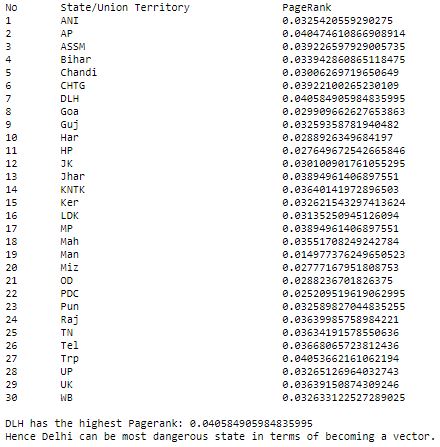 No State/Union Territory PageRank
1 ANI 0.0325420559290275
2 AP 0.040474610866908914
3 ASSM 0.039226597929005735
4 Bihar 0.033942860865118475
5 Chandi 0.03006269719650649
6 CHTG 0.03922100265230109
7 DLH 0.040584905984835995
8 Goa 0.029909662627653863
9 Guj 0.03259358781940482
10 Har 0.0288926349684197
11 HP 0.027649672542665846
12 JK 0.030100901761055295
13 Jhar 0.03894961406897551
14 KNTK 0.03640141972896503
15 Ker 0.032621543297413624
16 LDK 0.03135250945126094
17 MP 0.03894961406897551
18 Mah 0.03551708249242784
19 Man 0.014977376249650523
20 Miz 0.02777167951808753
21 OD 0.0288236701826375
22 PDC 0.025209519619062995
23 Pun 0.032589827044835255
24 Raj 0.03639985758984221
25 TN 0.03634191578550636
26 Tel 0.03668065723812436
27 Trp 0.04053662161062194
28 UP 0.03265126964032743
29 UK 0.03639150874309246
30 WB 0.032633122527289025
DLH has the highest Pagerank: 0.040584905984835995
Hence Delhi can be most dangerous state in terms of becoming a vector.